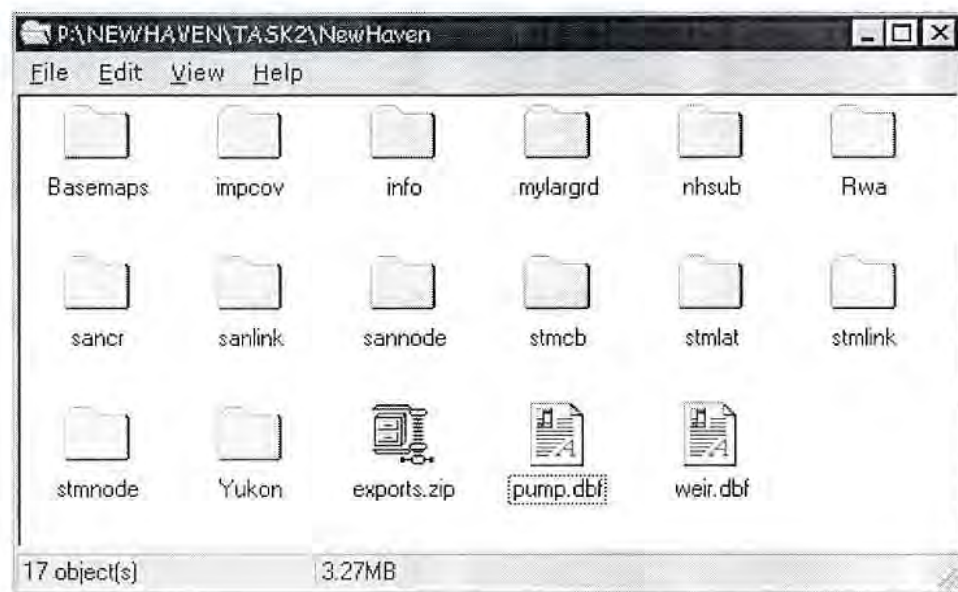 P:\NEWHAVEN\TASK2\NewHaven
File Edit View Help
Basemaps impcov info mylargrd nhsub Rwa
sancr sanlink sannode stmcb stmlat stmlink
stmnode Yukon exports.zip pump.dbf weir.dbf
17 object(s) 3.27MB